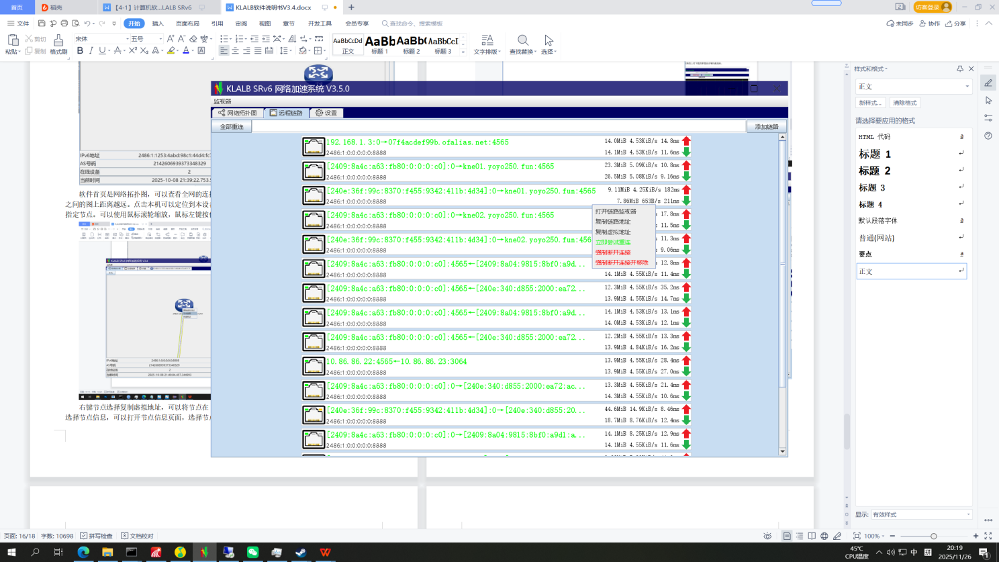 首页
稻壳
【4-1】计算机软...LALB SRv6
KLALB软件说明书V3.4.docx
访客登录
文件
开始
插入
页面布局
引用
审阅
视图
章节
开发工具
会员专享
查找命令、搜索模板
未同步
协作
分享
粘贴
剪切
复制
格式刷
宋体
五号
AaBbCcDd
正文
标题 1
标题 2
AaBbCcI
标题 3
文字排版
查找替换
选择
KLALB SRv6 网络加速系统 V3.5.0
监视器
网络拓扑图
远程链路
设置
全部重连
添加链路
192.168.1.3:0→07f4acdef99b.ofalias.net:4565
14.0MiB 4.53KiB/s 14.8ms
2486:1:0:0:0:0:0:8888
14.1MiB 4.53KiB/s 11.6ms
[2409:8a4c:a63:fb80:0:0:0:c0]:0→kne01.yoyo250.fun:4565
23.3MiB 5.09KiB/s 10.8ms
2486:1:0:0:0:0:0:8888
26.5MiB 5.08KiB/s 9.16ms
[240e:36f:99c:8370:f455:9342:411b:4d34]:0→kne01.yoyo250.fun:4565
9.11MiB 4.25KiB/s 182ms
2486:1:0:0:0:0:0:8888
7.86MiB 653B/s 211ms
[2409:8a4c:a63:fb80:0:0:0:c0]:0→kne02.yoyo250.fun:4565
17.8ms
2486:1:0:0:0:0:0:8888
11.5ms
[240e:36f:99c:8370:f455:9342:411b:4d34]:0→kne02.yoyo250.fun:456
11.3ms
2486:1:0:0:0:0:0:8888
9.06ms
打开链路监视器
复制链路地址
复制虚拟地址
立即尝试重连
强制断开连接
强制断开连接并移除
[2409:8a4c:a63:fb80:0:0:0:c0]:4565←[2409:8a04:9815:8bf0:a9d...
12.8ms
2486:1:0:0:0:0:0:8888
14.1MiB 4.55KiB/s 11.4ms
[2409:8a4c:a63:fb80:0:0:0:c0]:4565←[240e:340:d855:2000:ea72...
12.3MiB 4.55KiB/s 35.2ms
2486:1:0:0:0:0:0:8888
13.9MiB 4.55KiB/s 14.7ms
[2409:8a4c:a63:fb80:0:0:0:c0]:4565←[2409:8a04:9815:8bf0:a9d...
14.1MiB 4.53KiB/s 13.1ms
2486:1:0:0:0:0:0:8888
14.0MiB 4.53KiB/s 12.1ms
[2409:8a4c:a63:fb80:0:0:0:c0]:4565←[240e:340:d855:2000:ea72...
12.2MiB 4.55KiB/s 13.3ms
2486:1:0:0:0:0:0:8888
13.9MiB 4.84KiB/s 16.2ms
10.86.86.22:4565←10.86.86.23:3064
13.9MiB 4.55KiB/s 28.4ms
2486:1:0:0:0:0:0:8888
13.9MiB 4.55KiB/s 27.0ms
[2409:8a4c:a63:fb80:0:0:0:c0]:0→[240e:340:d855:2000:ea72:ac...
13.3MiB 4.55KiB/s 21.4ms
2486:1:0:0:0:0:0:8888
14.3MiB 4.55KiB/s 10.6ms
[240e:36f:99c:8370:f455:9342:411b:4d34]:0→[240e:340:d855:20...
44.6MiB 14.9KiB/s 8.46ms
2486:1:0:0:0:0:0:8888
18.7MiB 8.76KiB/s 12.4ms
[2409:8a4c:a63:fb80:0:0:0:c0]:0→[2409:8a04:9815:8bf0:a9d1:a...
14.1MiB 8.25KiB/s 12.9ms
2486:1:0:0:0:0:0:8888
14.1MiB 4.55KiB/s 11.6ms
IPv6地址
2486:1:1253:4abd:98c1:44d4:fc
AS号码
2142606939373348329
在线设备
2
当前时间
2025-10-08 21:39:22.753.5
软件首页是网络拓扑图，可以查看全网的连接
之间的图上距离越远。点击本机可以定位到本设备
指定节点。可以使用鼠标滚轮缩放，鼠标左键按住
右键节点选择复制虚拟地址，可以将节点在
选择节点信息，可以打开节点信息页面，选择节点
样式和格式
正文
新样式...
清除格式
请选择要应用的格式
HTML 代码
标题 1
标题 2
标题 3
标题 4
默认段落字体
普通(网站)
要点
正文
显示:
有效样式
页面: 16/18
字数: 10698
拼写检查
文档校对
100%
45℃
CPU温度
中
20:19
2025/11/26